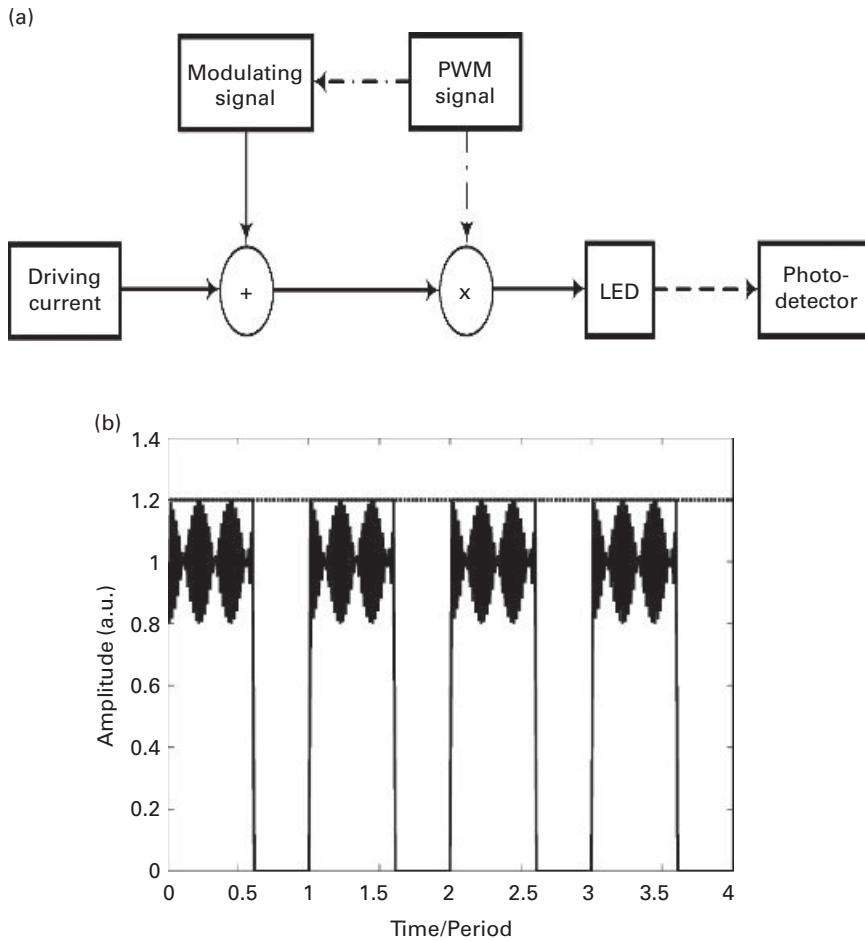 (a)
Modulating
signal
PWM
signal
Driving
current
+
x
LED
Photo-
detector
(b)
1.4
1.2
1
0.8
0.6
0.4
0.2
0
Amplitude (a.u.)
0 0.5 1 1.5 2 2.5 3 3.5 4
Time/Period